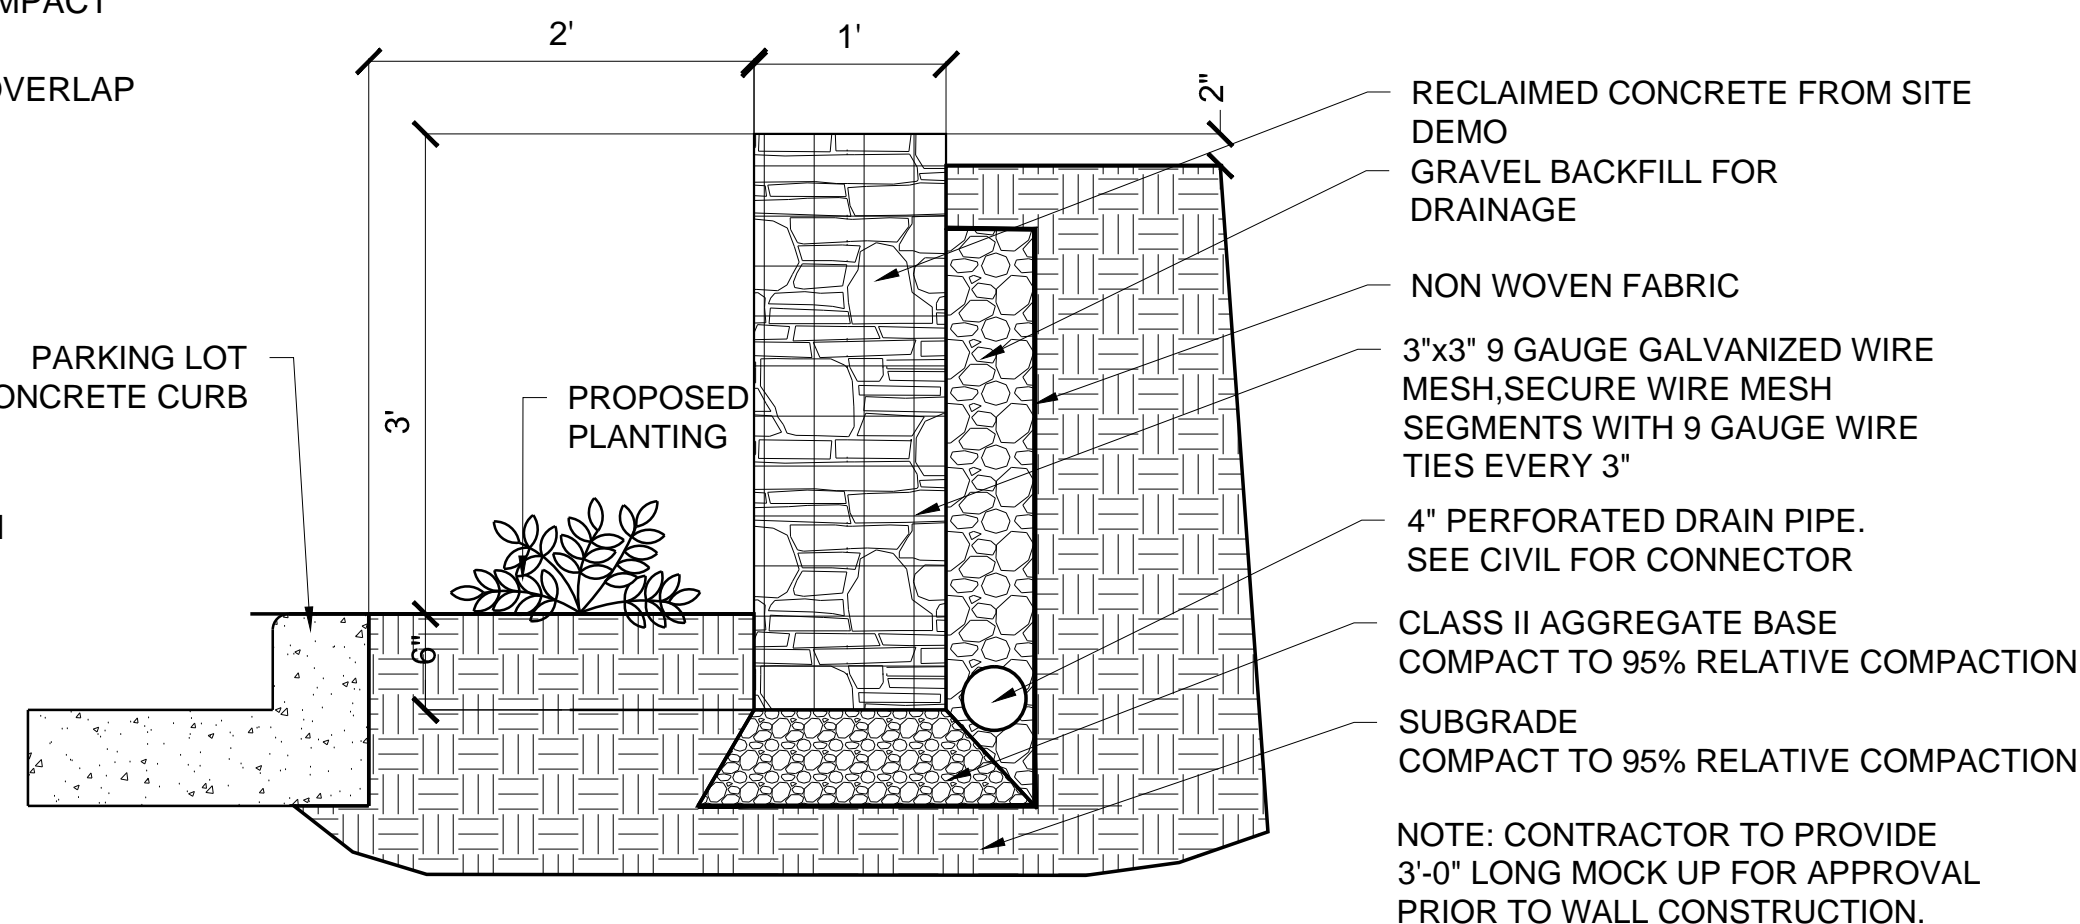 OVERLAP
2'
1'
2"
3'
6"
PARKING LOT
CONCRETE CURB
PROPOSED
PLANTING
RECLAIMED CONCRETE FROM SITE
DEMO
GRAVEL BACKFILL FOR
DRAINAGE
NON WOVEN FABRIC
3"x3" 9 GAUGE GALVANIZED WIRE
MESH,SECURE WIRE MESH
SEGMENTS WITH 9 GAUGE WIRE
TIES EVERY 3"
4" PERFORATED DRAIN PIPE.
SEE CIVIL FOR CONNECTOR
CLASS II AGGREGATE BASE
COMPACT TO 95% RELATIVE COMPACTION
SUBGRADE
COMPACT TO 95% RELATIVE COMPACTION
NOTE: CONTRACTOR TO PROVIDE
3'-0" LONG MOCK UP FOR APPROVAL
PRIOR TO WALL CONSTRUCTION.